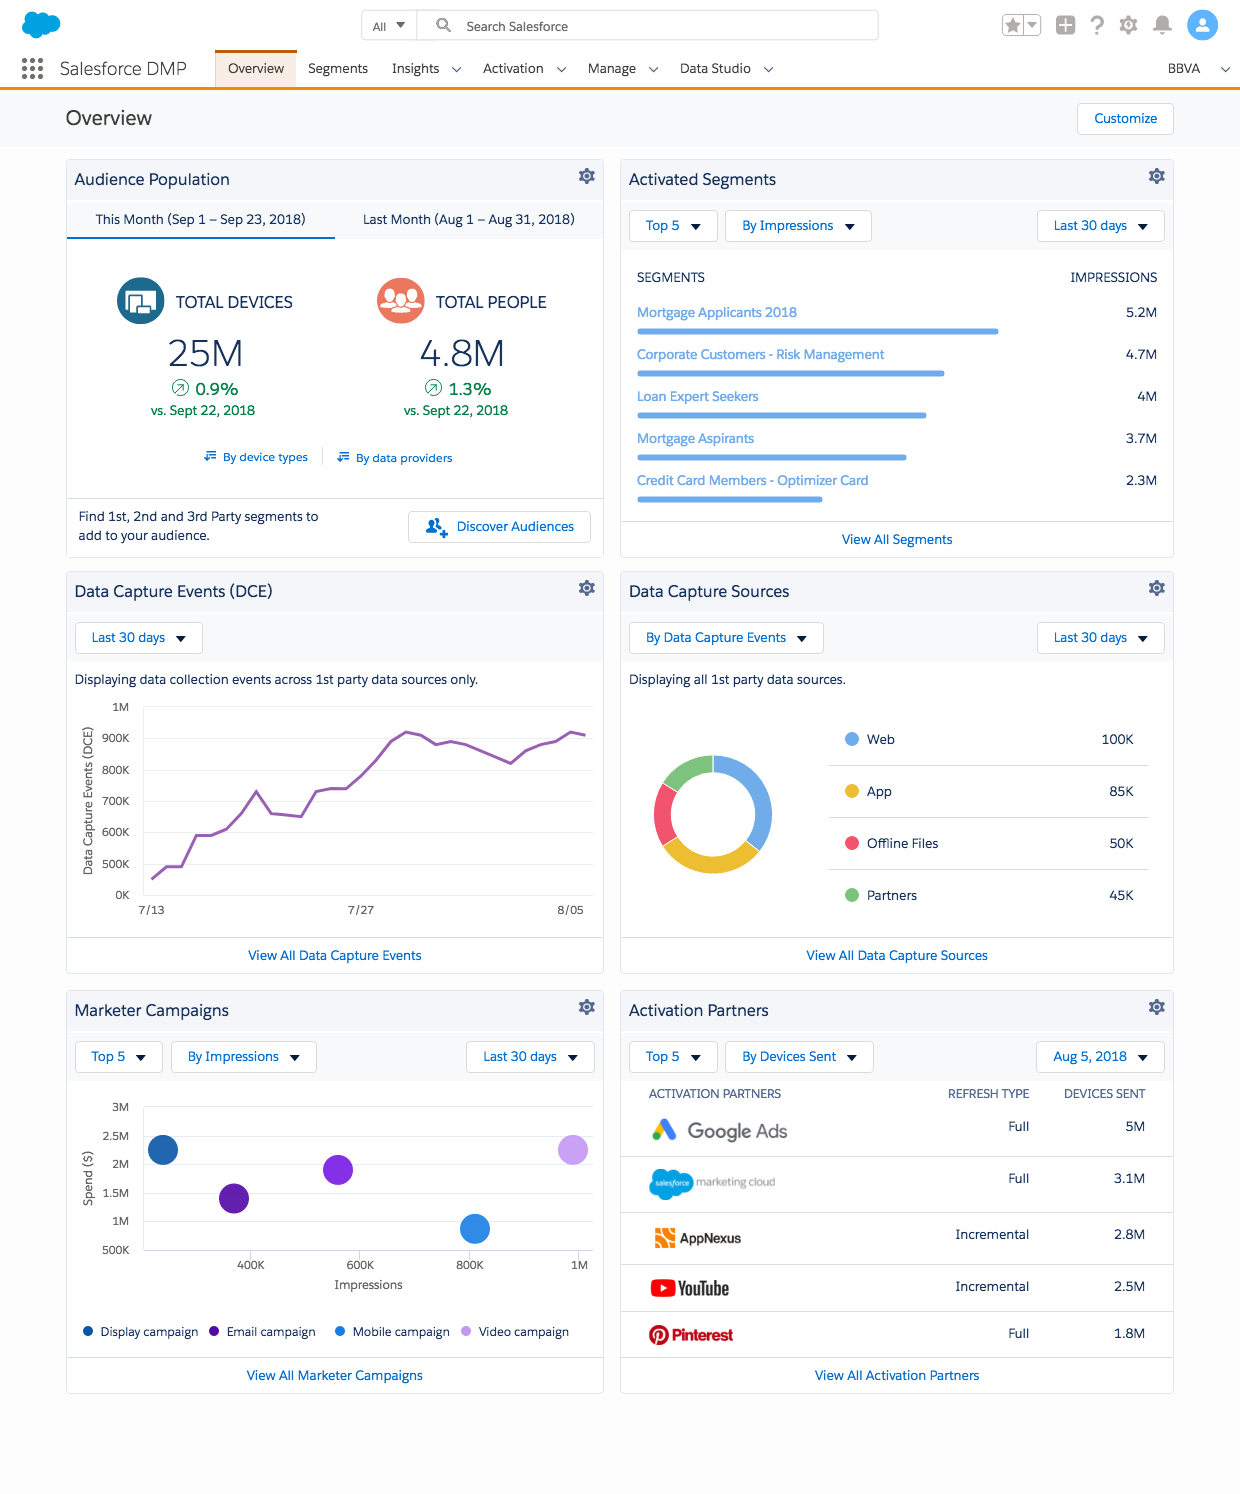 All
Search Salesforce
Salesforce DMP
Overview
Segments
Insights
Activation
Manage
Data Studio
BBVA
Overview
Customize
Audience Population
This Month (Sep 1 – Sep 23, 2018)
Last Month (Aug 1 – Aug 31, 2018)
TOTAL DEVICES
25M
0.9%
vs. Sept 22, 2018
TOTAL PEOPLE
4.8M
1.3%
vs. Sept 22, 2018
By device types
By data providers
Find 1st, 2nd and 3rd Party segments to
add to your audience.
Discover Audiences
Activated Segments
Top 5
By Impressions
Last 30 days
SEGMENTS
IMPRESSIONS
Mortgage Applicants 2018
5.2M
Corporate Customers - Risk Management
4.7M
Loan Expert Seekers
4M
Mortgage Aspirants
3.7M
Credit Card Members - Optimizer Card
2.3M
View All Segments
Data Capture Events (DCE)
Last 30 days
Displaying data collection events across 1st party data sources only.
Data Capture Events (DCE)
1M
900K
800K
700K
600K
500K
0K
7/13
7/27
8/05
View All Data Capture Events
Data Capture Sources
By Data Capture Events
Last 30 days
Displaying all 1st party data sources.
Web
100K
App
85K
Offline Files
50K
Partners
45K
View All Data Capture Sources
Marketer Campaigns
Top 5
By Impressions
Last 30 days
Spend ($)
3M
2.5M
2M
1.5M
1M
500K
400K
600K
800K
1M
Impressions
Display campaign
Email campaign
Mobile campaign
Video campaign
View All Marketer Campaigns
Activation Partners
Top 5
By Devices Sent
Aug 5, 2018
ACTIVATION PARTNERS
REFRESH TYPE
DEVICES SENT
Google Ads
Full
5M
salesforce marketing cloud
Full
3.1M
AppNexus
Incremental
2.8M
YouTube
Incremental
2.5M
Pinterest
Full
1.8M
View All Activation Partners